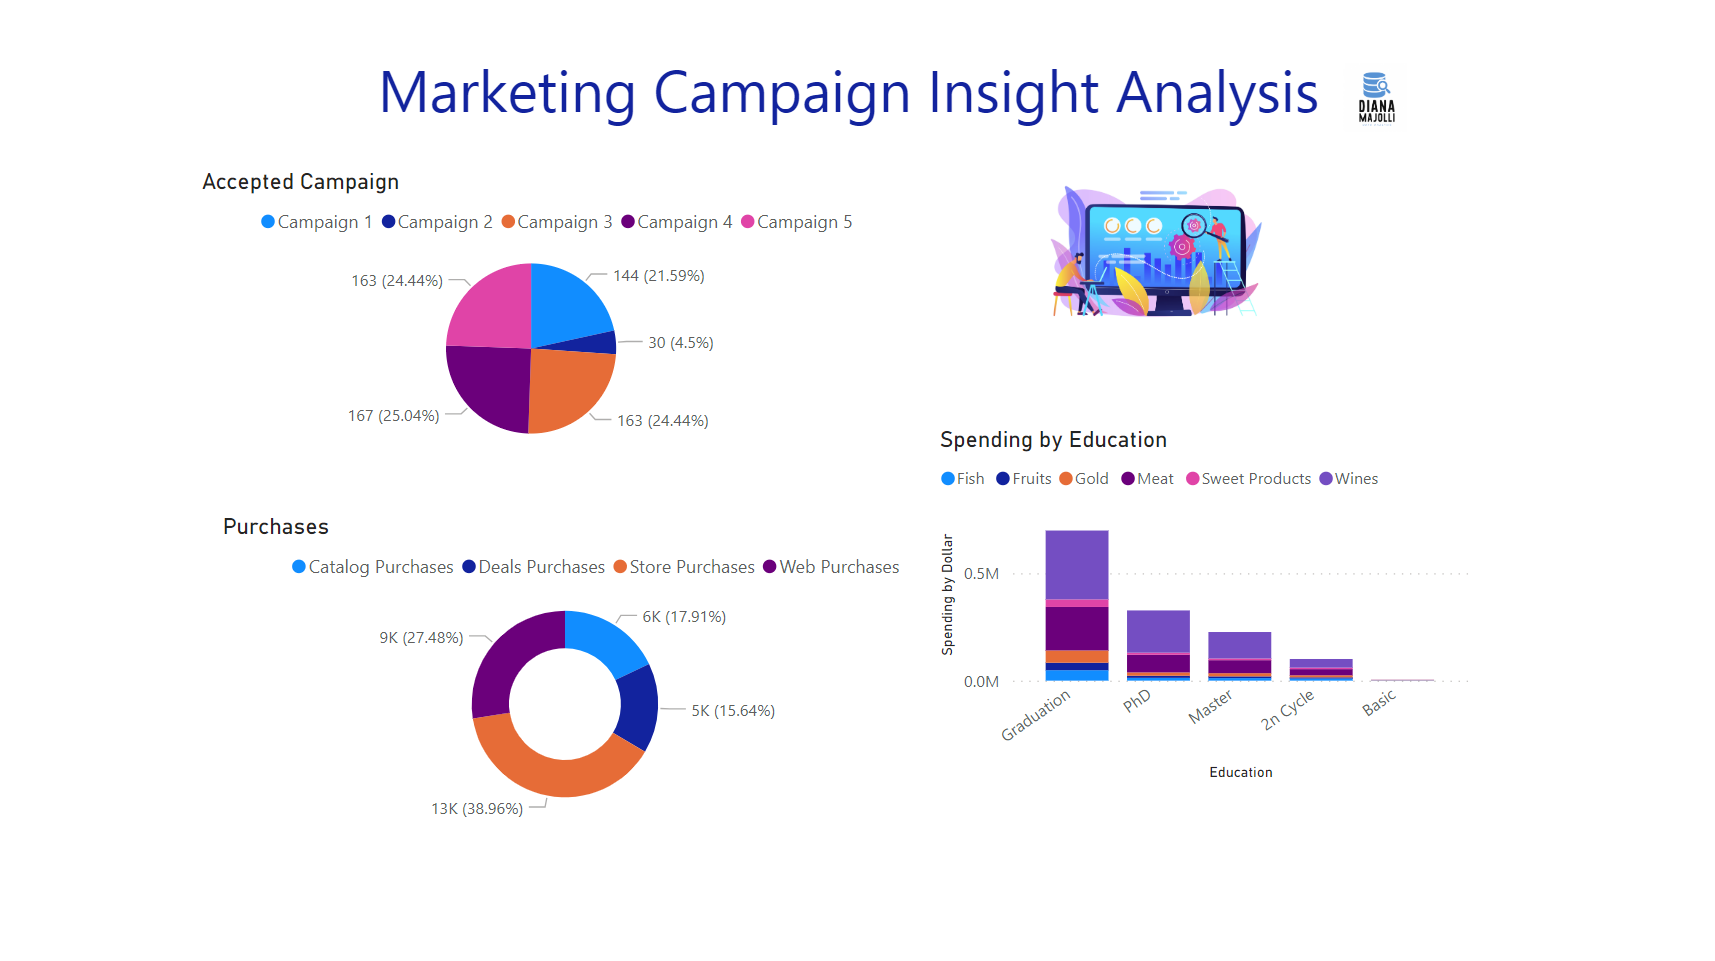 Marketing Campaign Insight Analysis
DIANA
MAJOLLI
Accepted Campaign
Campaign 1 Campaign 2 Campaign 3 Campaign 4 Campaign 5
163 (24.44%)
144 (21.59%)
30 (4.5%)
167 (25.04%)
163 (24.44%)
Purchases
Catalog Purchases Deals Purchases Store Purchases Web Purchases
6K (17.91%)
9K (27.48%)
5K (15.64%)
13K (38.96%)
Spending by Education
Fish Fruits Gold Meat Sweet Products Wines
Spending by Dollar
0.5M
0.0M
Graduation
PhD
Master
2n Cycle
Basic
Education